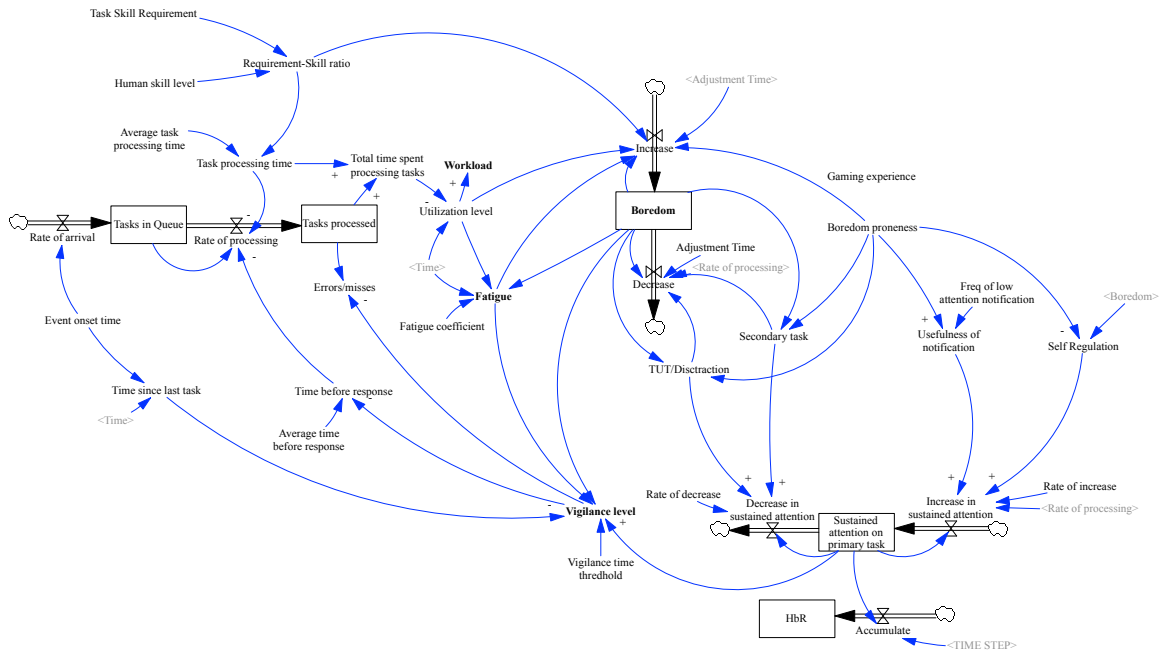 Task Skill Requirement
Requirement-Skill ratio
Human skill level
<Adjustment Time>
Average task
processing time
Task processing time
+
Total time spent
processing tasks
+
Workload
+
Increase
Gaming experience
-
Utilization level
Boredom
Boredom proneness
Tasks in Queue
-
Tasks processed
Rate of arrival
Rate of processing
-
Adjustment Time
<Time>
<Rate of processing>
Decrease
Errors/misses
-
Fatigue
Fatigue coefficient
Freq of low
attention notification
<Boredom>
Event onset time
+
Usefulness of
notification
-
Self Regulation
Secondary task
TUT/Disctraction
Time since last task
<Time>
Time before response
-
Average time
before response
+
+
+
+
Rate of decrease
Decrease in
sustained attention
Increase in
sustained attention
Rate of increase
<Rate of processing>
-
Vigilance level
+
Sustained
attention on
primary task
Vigilance time
thredhold
HbR
Accumulate
<TIME STEP>